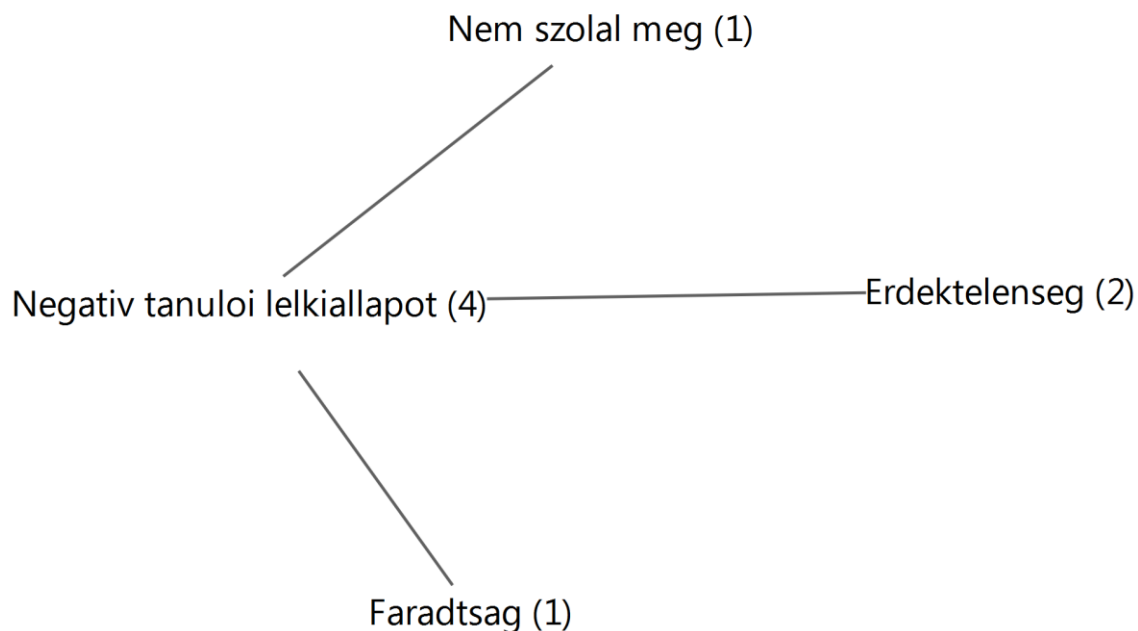 Nem szolal meg (1)
Negativ tanuloi lelkiallapot (4)
Erdektelenseg (2)
Faradtsag (1)